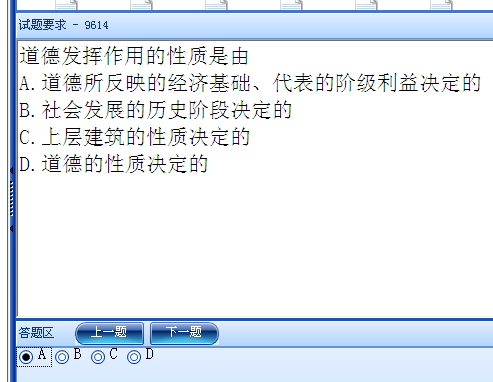 试题要求 - 9614
道德发挥作用的性质是由
A.道德所反映的经济基础、代表的阶级利益决定的
B.社会发展的历史阶段决定的
C.上层建筑的性质决定的
D.道德的性质决定的
答题区 上一题 下一题
A B C D